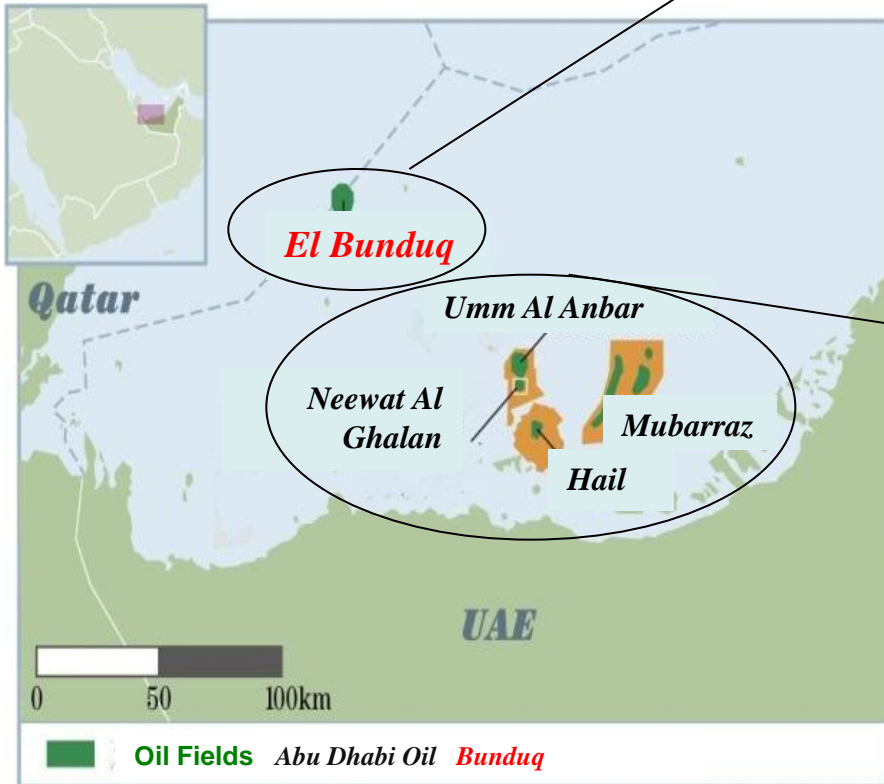 El Bunduq
Qatar
Umm Al Anbar
Neewat Al
Ghalan
Mubarraz
Hail
UAE
0 50 100km
Oil Fields Abu Dhabi Oil Bunduq